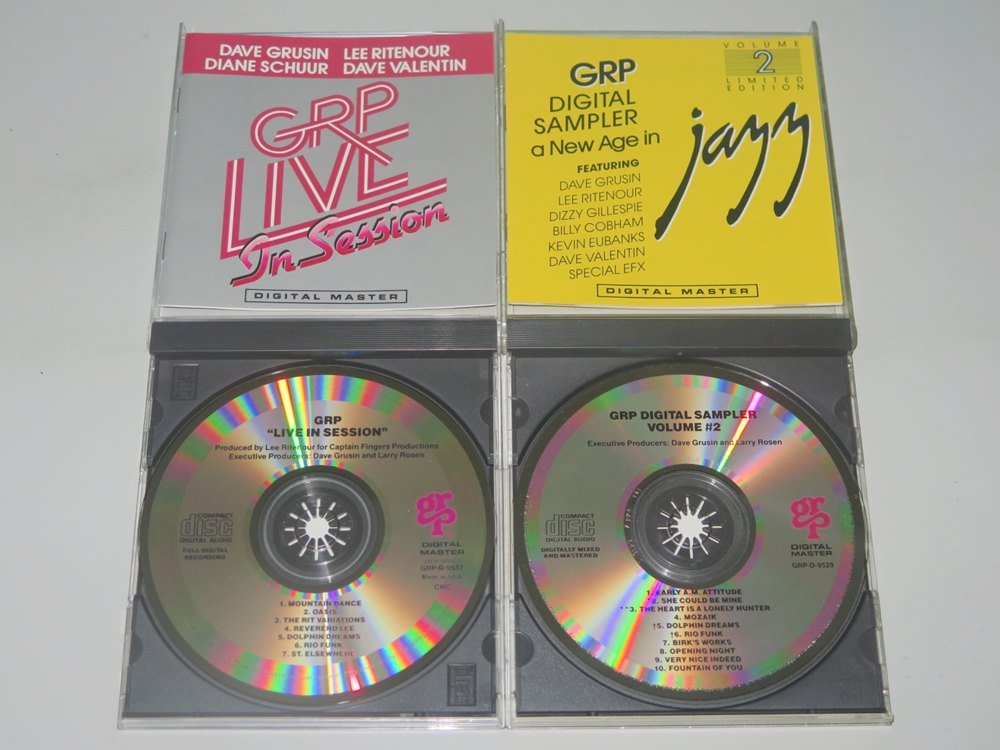 DAVE GRUSIN LEE RITENOUR
DIANE SCHUUR DAVE VALENTIN
GRP
LIVE
In Session
DIGITAL MASTER
VOLUME
2
LIMITED
EDITION
GRP
DIGITAL
SAMPLER
a New Age in
jazz
FEATURING
DAVE GRUSIN
LEE RITENOUR
DIZZY GILLESPIE
BILLY COBHAM
KEVIN EUBANKS
DAVE VALENTIN
SPECIAL EFX
DIGITAL MASTER
GRP
"LIVE IN SESSION"
Produced by Lee Ritenour for Captain Fingers Productions
Executive Producers: Dave Grusin and Larry Rosen
COMPACT
disc
DIGITAL AUDIO
FULL DIGITAL
RECORDING
grp
DIGITAL
MASTER
GRP-D-9537
Made in USA
CRC
1. MOUNTAIN DANCE
2. OASIS
3. THE RIT VARIATIONS
4. REVEREND LEE
5. DOLPHIN DREAMS
6. RIO FUNK
7. ST. ELSEWHERE
GRP DIGITAL SAMPLER
VOLUME #2
Executive Producers: Dave Grusin and Larry Rosen
COMPACT
disc
DIGITAL AUDIO
DIGITALLY MIXED
AND MASTERED
grp
DIGITAL
MASTER
GRP-D-9529
1. EARLY A.M. ATTITUDE
*2. SHE COULD BE MINE
**3. THE HEART IS A LONELY HUNTER
4. MOZAIK
†5. DOLPHIN DREAMS
†6. RIO FUNK
7. BIRK'S WORKS
8. OPENING NIGHT
9. VERY NICE INDEED
10. FOUNTAIN OF YOU